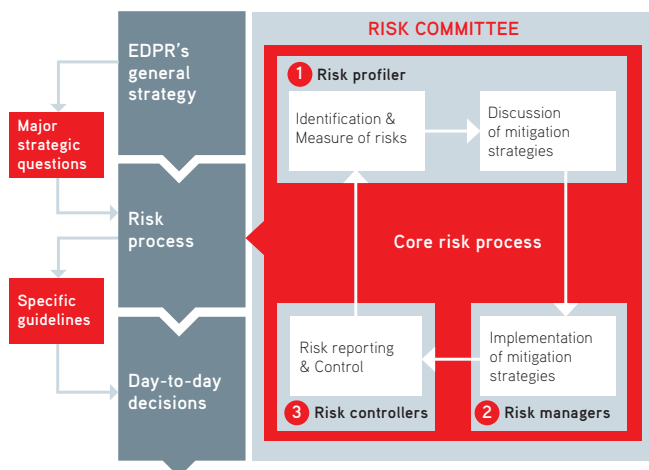 EDPR’s
general
strategy
Major
strategic
questions
Risk
process
Specific
guidelines
Day-to-day
decisions
RISK COMMITTEE
1 Risk profiler
Identification &
Measure of risks
Discussion
of mitigation
strategies
Core risk process
Risk reporting
& Control
3 Risk controllers
Implementation
of mitigation
strategies
2 Risk managers